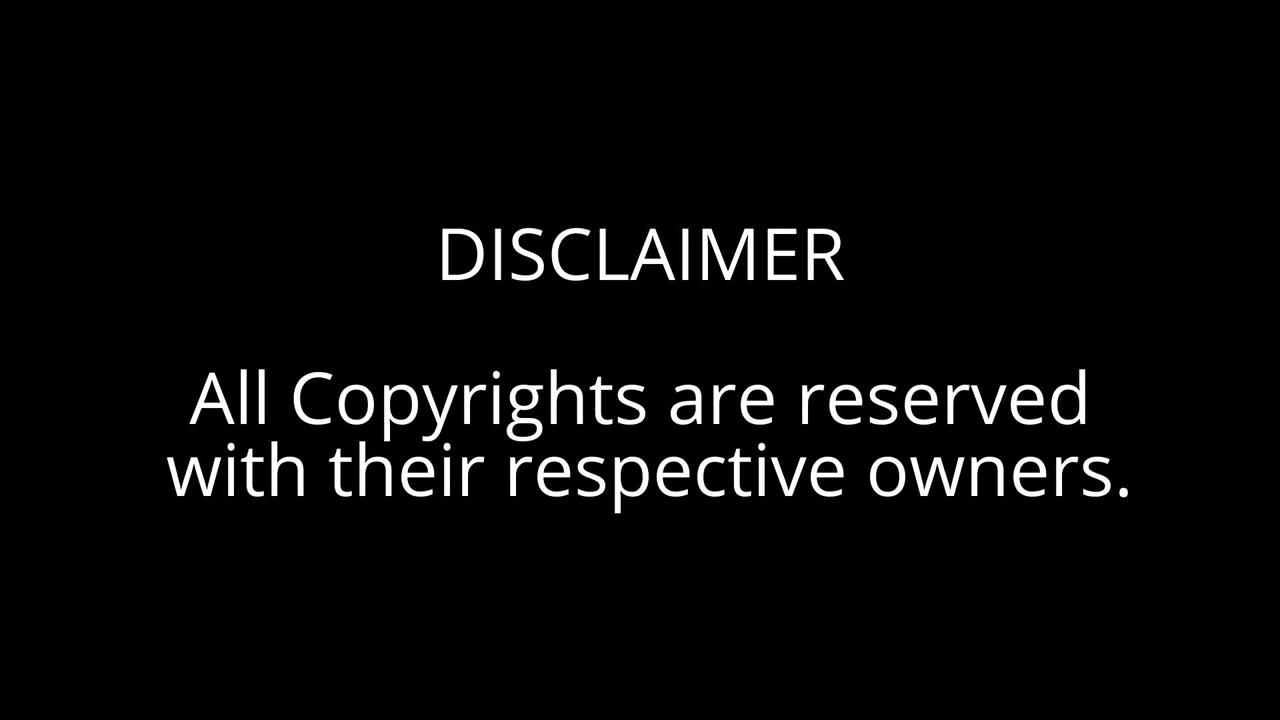 DISCLAIMER
All Copyrights are reserved
with their respective owners.